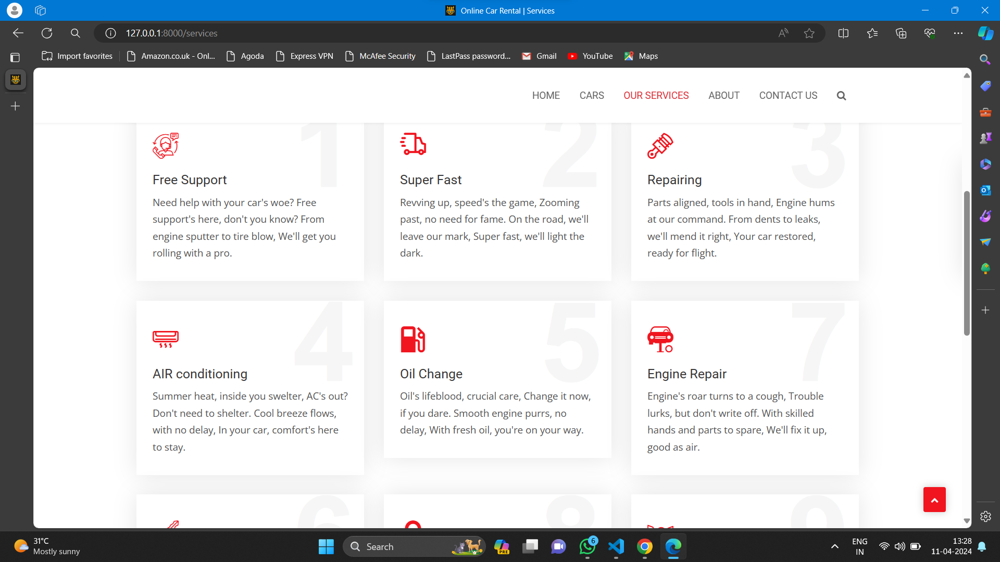 Online Car Rental | Services
127.0.0.1:8000/services
Import favorites
Amazon.co.uk - Onl...
Agoda
Express VPN
McAfee Security
LastPass password...
Gmail
YouTube
Maps
HOME
CARS
OUR SERVICES
ABOUT
CONTACT US
1
Free Support
Need help with your car's woe? Free
support's here, don't you know? From
engine sputter to tire blow, We'll get you
rolling with a pro.
2
Super Fast
Revving up, speed's the game, Zooming
past, no need for fame. On the road, we'll
leave our mark, Super fast, we'll light the
dark.
3
Repairing
Parts aligned, tools in hand, Engine hums
at our command. From dents to leaks,
we'll mend it right, Your car restored,
ready for flight.
4
AIR conditioning
Summer heat, inside you swelter, AC's out?
Don't need to shelter. Cool breeze flows,
with no delay, In your car, comfort's here
to stay.
5
Oil Change
Oil's lifeblood, crucial care, Change it now,
if you dare. Smooth engine purrs, no
delay, With fresh oil, you're on your way.
7
Engine Repair
Engine's roar turns to a cough, Trouble
lurks, but don't write off. With skilled
hands and parts to spare, We'll fix it up,
good as air.
6
8
9
31°C
Mostly sunny
Search
PRE
6
ENG
IN
13:28
11-04-2024